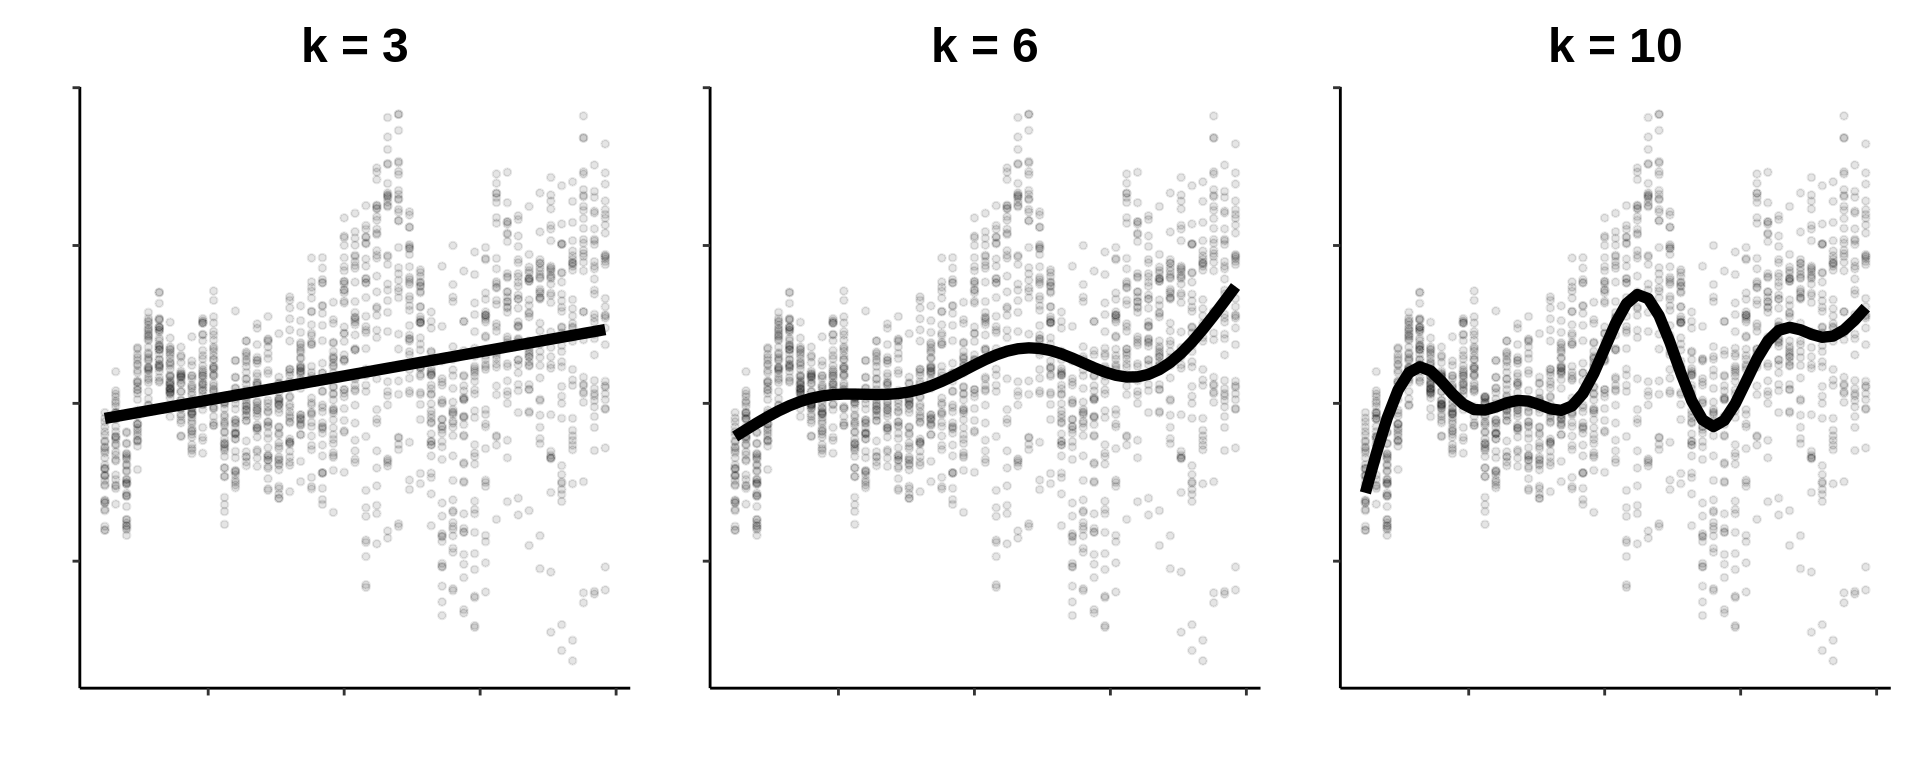 k = 3
k = 6
k = 10